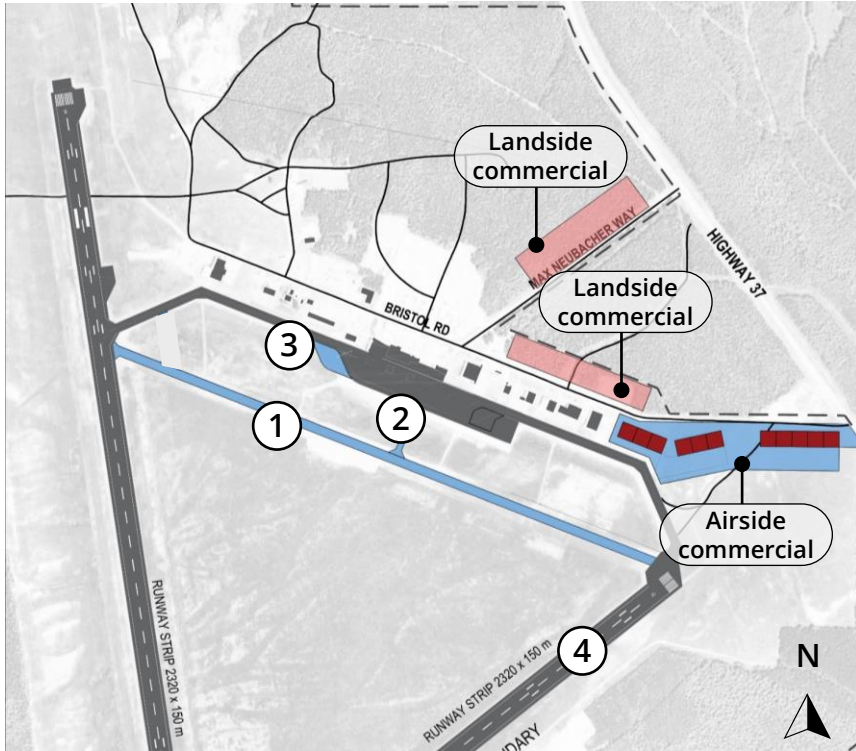 Landside
commercial
MAX NEUBACHER WAY
HIGHWAY 37
Landside
commercial
BRISTOL RD
3
2
1
Airside
commercial
RUNWAY STRIP 2320 x 150 m
RUNWAY STRIP 2320 x 150 m
4
N
NDARY